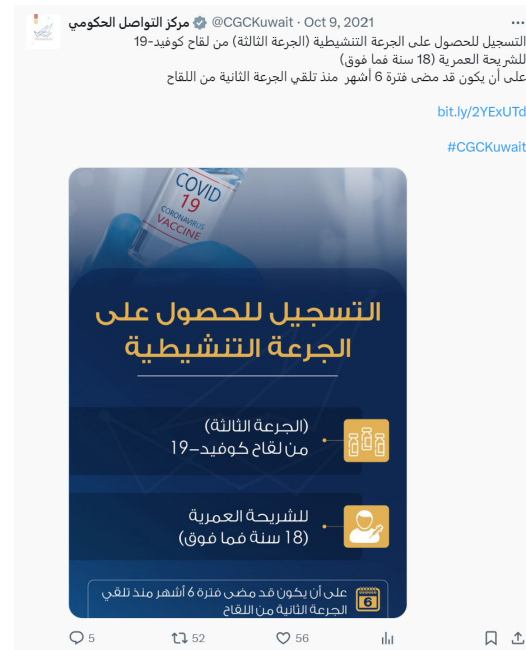 مركز التواصل الحكومي @CGCKuwait · Oct 9, 2021
التسجيل للحصول على الجرعة التنشيطية (الجرعة الثالثة) من لقاح كوفيد-19
للشريحة العمرية (18 سنة فما فوق)
على أن يكون قد مضى فترة 6 أشهر منذ تلقي الجرعة الثانية من اللقاح
bit.ly/2YExUTd
#CGCKuwait
COVID
19
CORONAVIRUS
VACCINE
التسجيل للحصول على
الجرعة التنشيطية
(الجرعة الثالثة)
من لقاح كوفيد–19
للشريحة العمرية
(18 سنة فما فوق)
على أن يكون قد مضى فترة 6 أشهر منذ تلقي
الجرعة الثانية من اللقاح
6
5 52 56